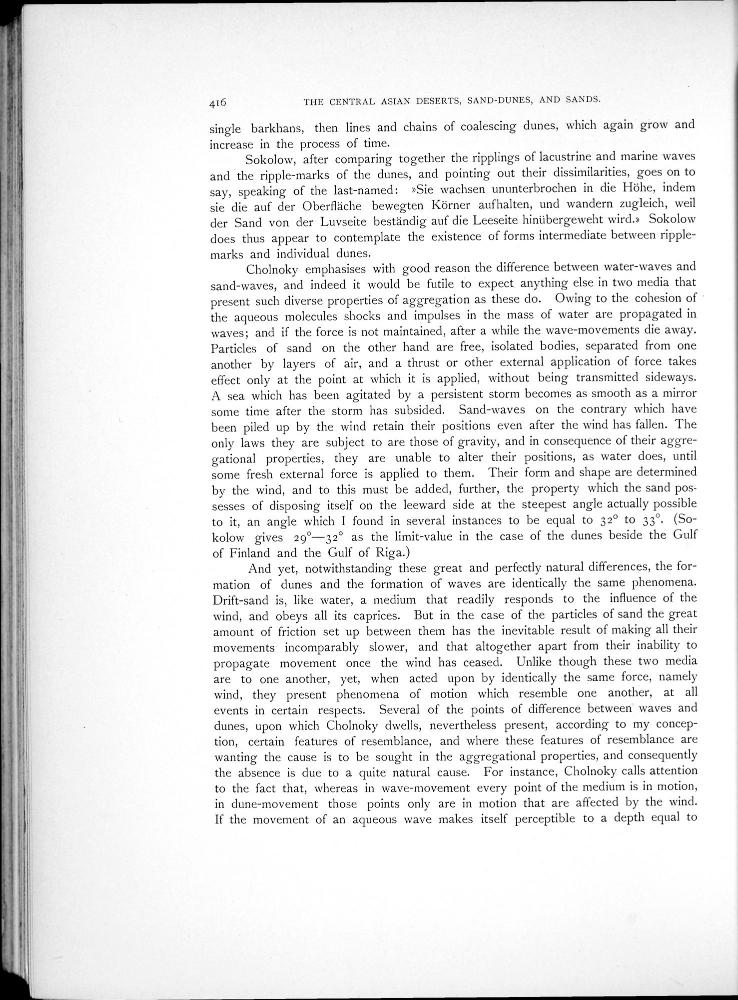 416 THE CENTRAL ASIAN DESERTS, SAND-DUNES, AND SANDS.
single barkhans, then lines and chains of coalescing dunes, which again grow and
increase in the process of time.
Sokolow, after comparing together the ripplings of lacustrine and marine waves
and the ripple-marks of the dunes, and pointing out their dissimilarities, goes on to
say, speaking of the last-named: »Sie wachsen ununterbrochen in die Höhe, indem
sie die auf der Oberfläche bewegten Körner aufhalten, und wandern zugleich, weil
der Sand von der Luvseite beständig auf die Leeseite hinübergeweht wird.» Sokolow
does thus appear to contemplate the existence of forms intermediate between ripple-
marks and individual dunes.
Cholnoky emphasises with good reason the difference between water-waves and
sand-waves, and indeed it would be futile to expect anything else in two media that
present such diverse properties of aggregation as these do. Owing to the cohesion of
the aqueous molecules shocks and impulses in the mass of water are propagated in
waves; and if the force is not maintained, after a while the wave-movements die away.
Particles of sand on the other hand are free, isolated bodies, separated from one
another by layers of air, and a thrust or other external application of force takes
effect only at the point at which it is applied, without being transmitted sideways.
A sea which has been agitated by a persistent storm becomes as smooth as a mirror
some time after the storm has subsided. Sand-waves on the contrary which have
been piled up by the wind retain their positions even after the wind has fallen. The
only laws they are subject to are those of gravity, and in consequence of their aggre-
gational properties, they are unable to alter their positions, as water does, until
some fresh external force is applied to them. Their form and shape are determined
by the wind, and to this must be added, further, the property which the sand pos-
sesses of disposing itself on the leeward side at the steepest angle actually possible
to it, an angle which I found in several instances to be equal to 32° to 33°. (So-
kolow gives 29°—32° as the limit-value in the case of the dunes beside the Gulf
of Finland and the Gulf of Riga.)
And yet, notwithstanding these great and perfectly natural differences, the for-
mation of dunes and the formation of waves are identically the same phenomena.
Drift-sand is, like water, a medium that readily responds to the influence of the
wind, and obeys all its caprices. But in the case of the particles of sand the great
amount of friction set up between them has the inevitable result of making all their
movements incomparably slower, and that altogether apart from their inability to
propagate movement once the wind has ceased. Unlike though these two media
are to one another, yet, when acted upon by identically the same force, namely
wind, they present phenomena of motion which resemble one another, at all
events in certain respects. Several of the points of difference between waves and
dunes, upon which Cholnoky dwells, nevertheless present, according to my concep-
tion, certain features of resemblance, and where these features of resemblance are
wanting the cause is to be sought in the aggregational properties, and consequently
the absence is due to a quite natural cause. For instance, Cholnoky calls attention
to the fact that, whereas in wave-movement every point of the medium is in motion,
in dune-movement those points only are in motion that are affected by the wind.
If the movement of an aqueous wave makes itself perceptible to a depth equal to